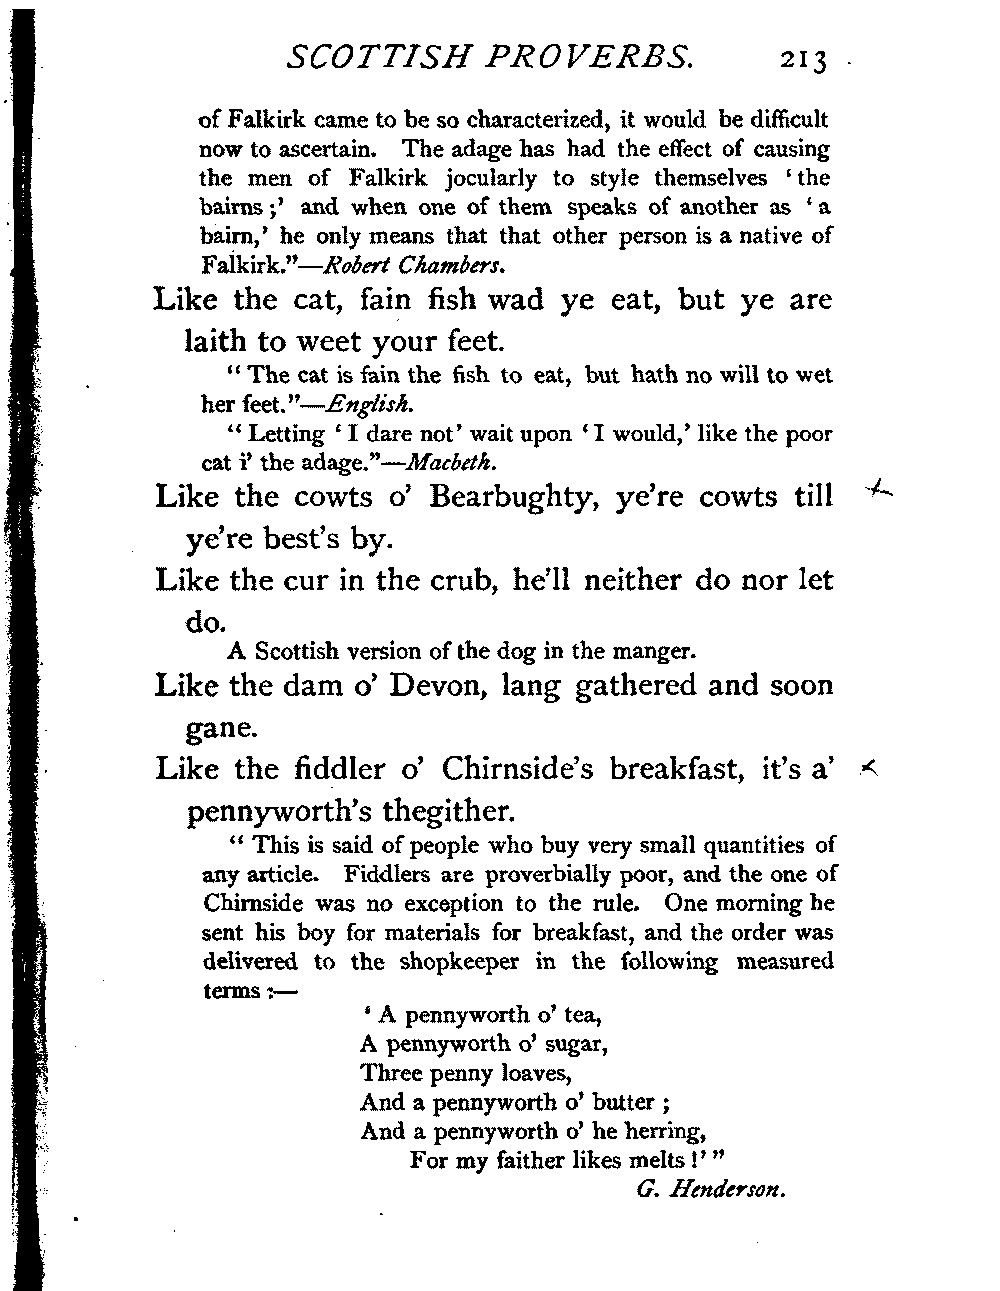 SCOTTISH PROVERBS. 213
of Falkirk came to be so characterized, it would be difficult
now to ascertain. The adage has had the effect of causing
the men of Falkirk jocularly to style themselves ‘the
bairns;’ and when one of them speaks of another as ‘a
bairn,’ he only means that that other person is a native of
Falkirk.”—Robert Chambers.
Like the cat, fain fish wad ye eat, but ye are
laith to weet your feet.
“The cat is fain the fish to eat, but hath no will to wet
her feet.”—English.
“Letting ‘I dare not’ wait upon ‘I would,’ like the poor
cat i’ the adage.”—Macbeth.
Like the cowts o’ Bearbughty, ye’re cowts till
ye’re best’s by.
Like the cur in the crub, he’ll neither do nor let
do.
A Scottish version of the dog in the manger.
Like the dam o’ Devon, lang gathered and soon
gane.
Like the fiddler o’ Chirnside’s breakfast, it’s a’
pennyworth’s thegither.
“This is said of people who buy very small quantities of
any article. Fiddlers are proverbially poor, and the one of
Chirnside was no exception to the rule. One morning he
sent his boy for materials for breakfast, and the order was
delivered to the shopkeeper in the following measured
terms:—
‘A pennyworth o’ tea,
A pennyworth o’ sugar,
Three penny loaves,
And a pennyworth o’ butter;
And a pennyworth o’ he herring,
For my faither likes melts!’”
G. Henderson.